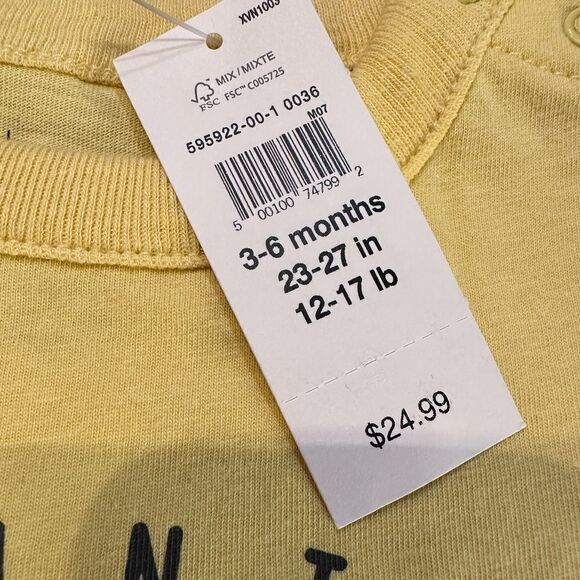 XVN1003
MIX / MIXTE
FSC FSC™ C005725
595922-00-1 0036
M07
5 00100 74799 2
3-6 months
23-27 in
12-17 lb
$24.99